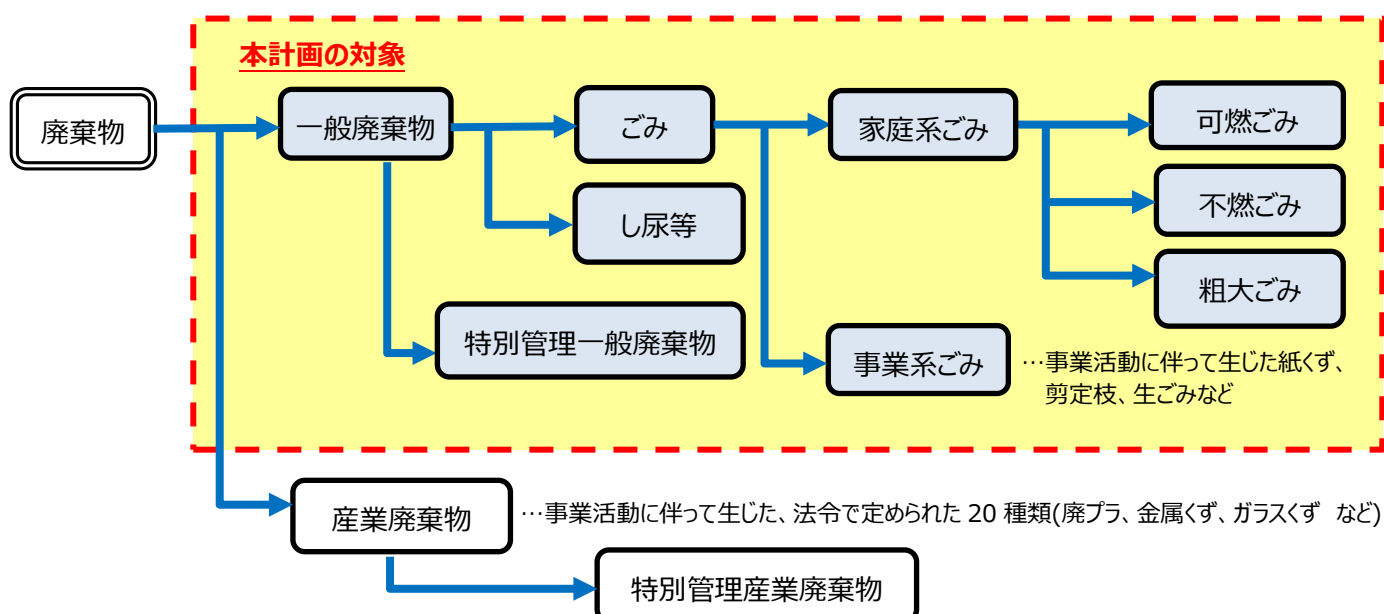 本計画の対象
廃棄物
一般廃棄物
ごみ
家庭系ごみ
可燃ごみ
不燃ごみ
し尿等
粗大ごみ
特別管理一般廃棄物
事業系ごみ
…事業活動に伴って生じた紙くず、
剪定枝、生ごみなど
産業廃棄物
…事業活動に伴って生じた、法令で定められた 20 種類(廃プラ、金属くず、ガラスくず など)
特別管理産業廃棄物